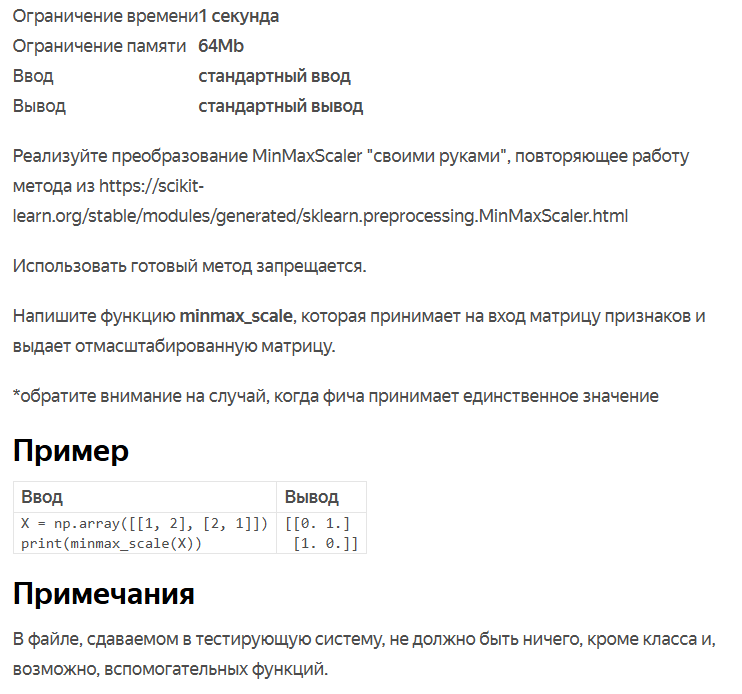 Ограничение времени1 секунда
Ограничение памяти 64Mb
Ввод стандартный ввод
Вывод стандартный вывод
Реализуйте преобразование MinMaxScaler "своими руками", повторяющее работу
метода из https://scikit-
learn.org/stable/modules/generated/sklearn.preprocessing.MinMaxScaler.html
Использовать готовый метод запрещается.
Напишите функцию minmax_scale, которая принимает на вход матрицу признаков и
выдает отмасштабированную матрицу.
*обратите внимание на случай, когда фича принимает единственное значение
Пример
Ввод Вывод
X = np.array([[1, 2], [2, 1]]) [[0. 1.]
print(minmax_scale(X)) [1. 0.]]
Примечания
В файле, сдаваемом в тестирующую систему, не должно быть ничего, кроме класса и,
возможно, вспомогательных функций.